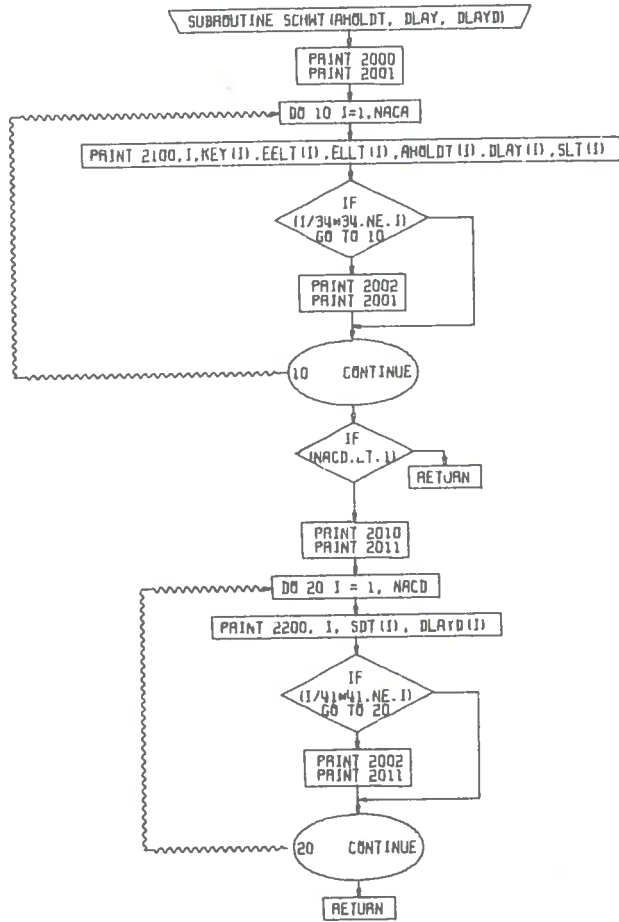 SUBROUTINE SCHWT(AHOLDT, DLAY, DLAYD)
PRINT 2000
PRINT 2001
DO 10 I=1,NACA
PRINT 2100,I,KEY(I).EELT(I),ELLT(I),AHOLDT(I).DLAY(I),SLT(I)
IF
(I/34*34.NE.I)
GO TO 10
PRINT 2002
PRINT 2001
10 CONTINUE
IF
(NACD.LT.1)
RETURN
PRINT 2010
PRINT 2011
DO 20 I = 1, NACD
PRINT 2200, I, SDT(I), DLAYD(I)
IF
(I/41*41.NE.I)
GO TO 20
PRINT 2002
PRINT 2011
20 CONTINUE
RETURN